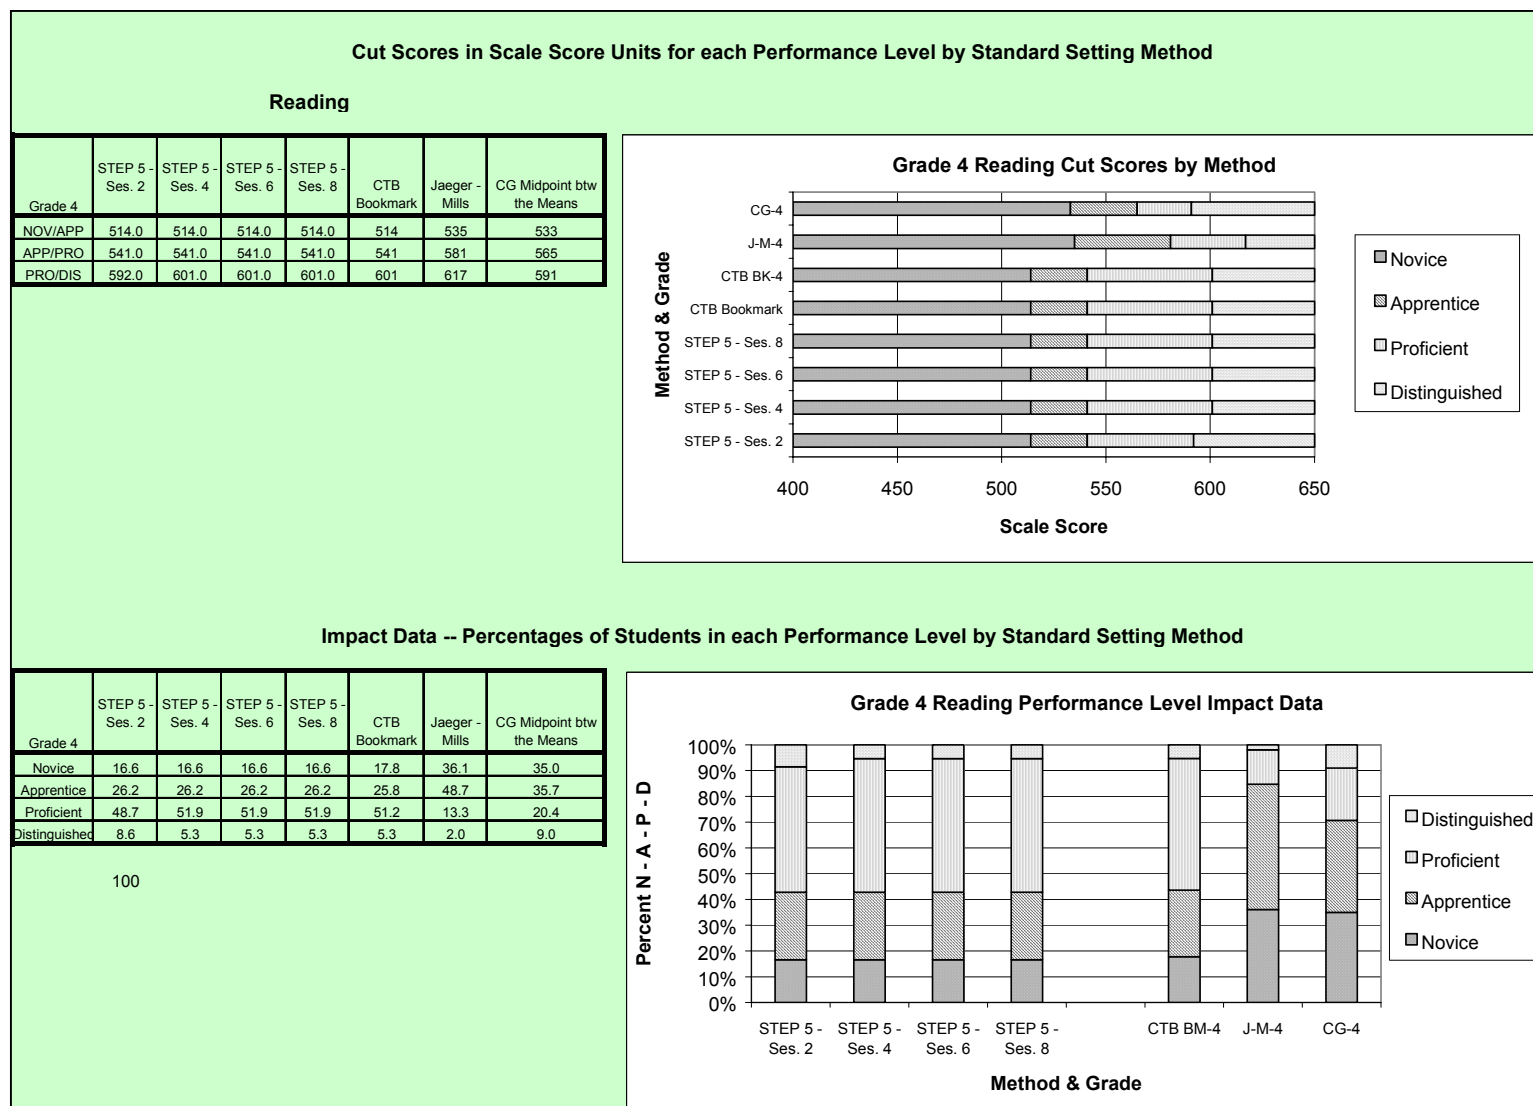 Cut Scores in Scale Score Units for each Performance Level by Standard Setting Method
Reading
Grade 4 STEP 5 - Ses. 2 STEP 5 - Ses. 4 STEP 5 - Ses. 6 STEP 5 - Ses. 8 CTB Bookmark Jaeger - Mills CG Midpoint btw the Means
NOV/APP 514.0 514.0 514.0 514.0 514 535 533
APP/PRO 541.0 541.0 541.0 541.0 541 581 565
PRO/DIS 592.0 601.0 601.0 601.0 601 617 591
Grade 4 Reading Cut Scores by Method
Method & Grade
CG-4
J-M-4
CTB BK-4
CTB Bookmark
STEP 5 - Ses. 8
STEP 5 - Ses. 6
STEP 5 - Ses. 4
STEP 5 - Ses. 2
400 450 500 550 600 650
Scale Score
Novice
Apprentice
Proficient
Distinguished
Impact Data -- Percentages of Students in each Performance Level by Standard Setting Method
Grade 4 STEP 5 - Ses. 2 STEP 5 - Ses. 4 STEP 5 - Ses. 6 STEP 5 - Ses. 8 CTB Bookmark Jaeger - Mills CG Midpoint btw the Means
Novice 16.6 16.6 16.6 16.6 17.8 36.1 35.0
Apprentice 26.2 26.2 26.2 26.2 25.8 48.7 35.7
Proficient 48.7 51.9 51.9 51.9 51.2 13.3 20.4
Distinguished 8.6 5.3 5.3 5.3 5.3 2.0 9.0
100
Grade 4 Reading Performance Level Impact Data
Percent N - A - P - D
100%
90%
80%
70%
60%
50%
40%
30%
20%
10%
0%
STEP 5 - Ses. 2 STEP 5 - Ses. 4 STEP 5 - Ses. 6 STEP 5 - Ses. 8 CTB BM-4 J-M-4 CG-4
Method & Grade
Distinguished
Proficient
Apprentice
Novice